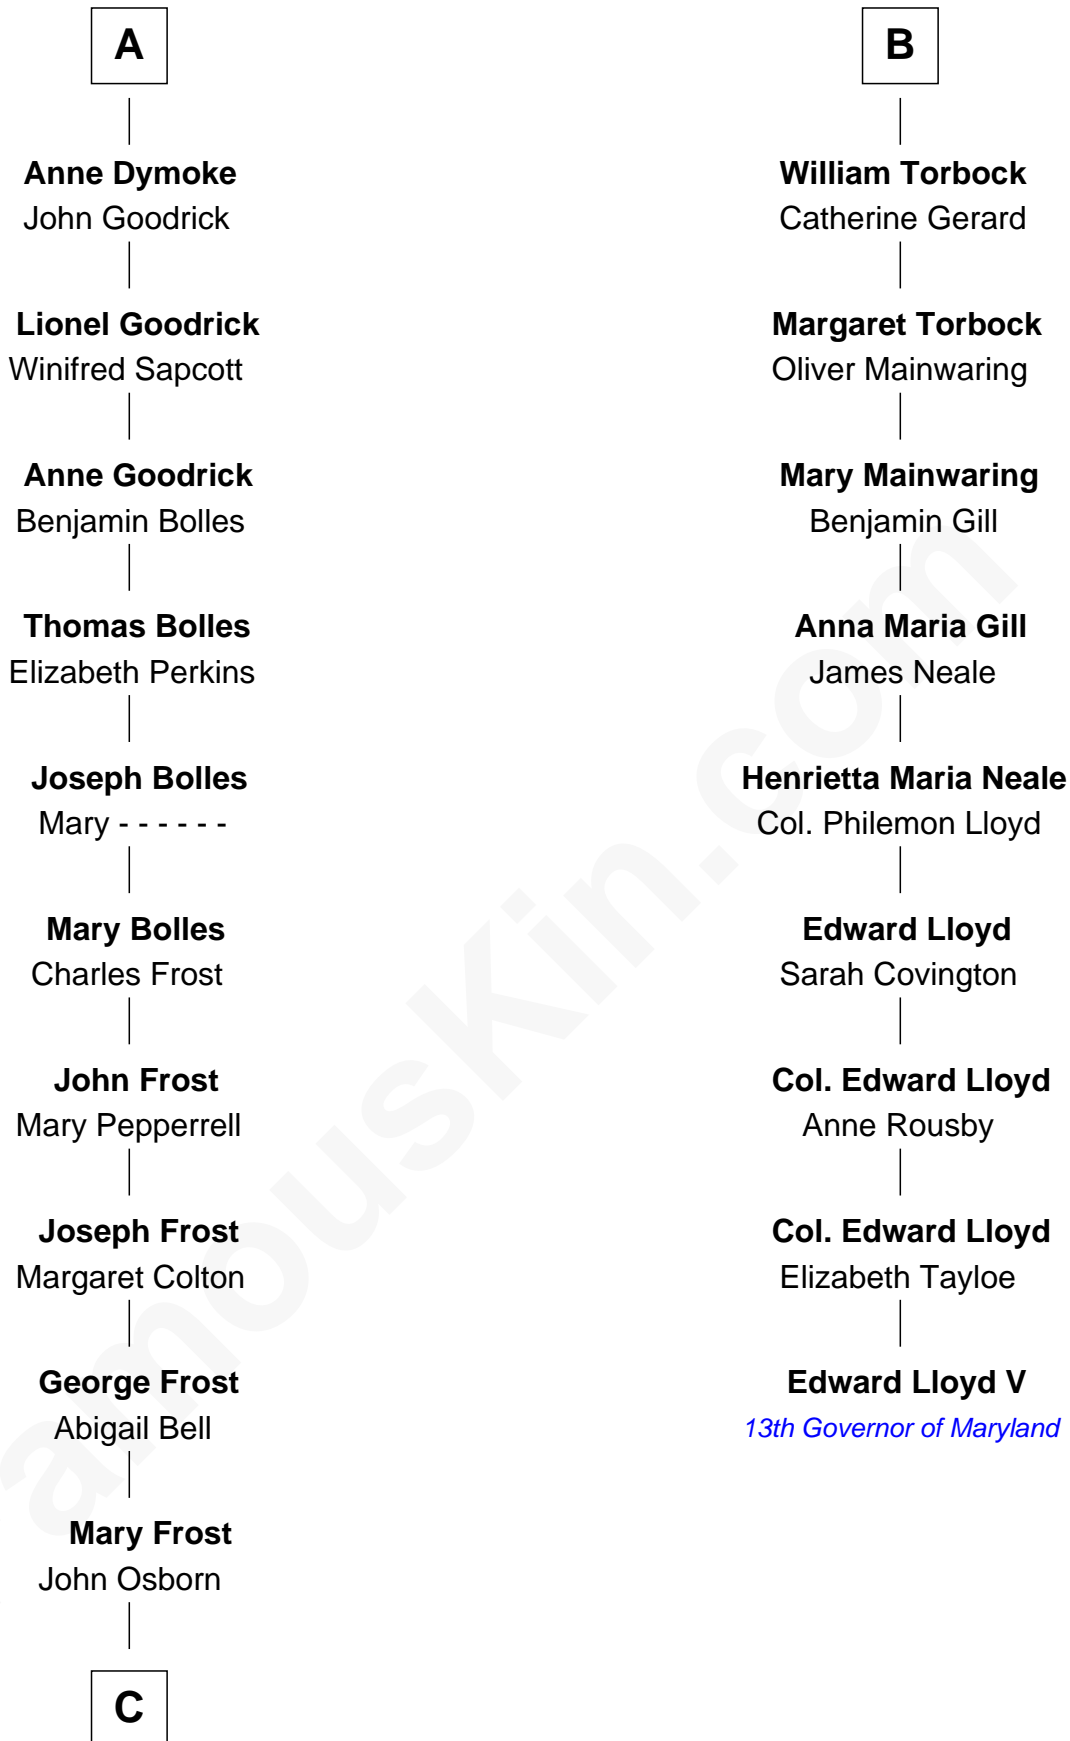 A
Anne Dymoke
John Goodrick
Lionel Goodrick
Winifred Sapcott
Anne Goodrick
Benjamin Bolles
Thomas Bolles
Elizabeth Perkins
Joseph Bolles
Mary - - - - - -
Mary Bolles
Charles Frost
John Frost
Mary Pepperrell
Joseph Frost
Margaret Colton
George Frost
Abigail Bell
Mary Frost
John Osborn
C
B
William Torbock
Catherine Gerard
Margaret Torbock
Oliver Mainwaring
Mary Mainwaring
Benjamin Gill
Anna Maria Gill
James Neale
Henrietta Maria Neale
Col. Philemon Lloyd
Edward Lloyd
Sarah Covington
Col. Edward Lloyd
Anne Rousby
Col. Edward Lloyd
Elizabeth Tayloe
Edward Lloyd V
13th Governor of Maryland
amouskin.com